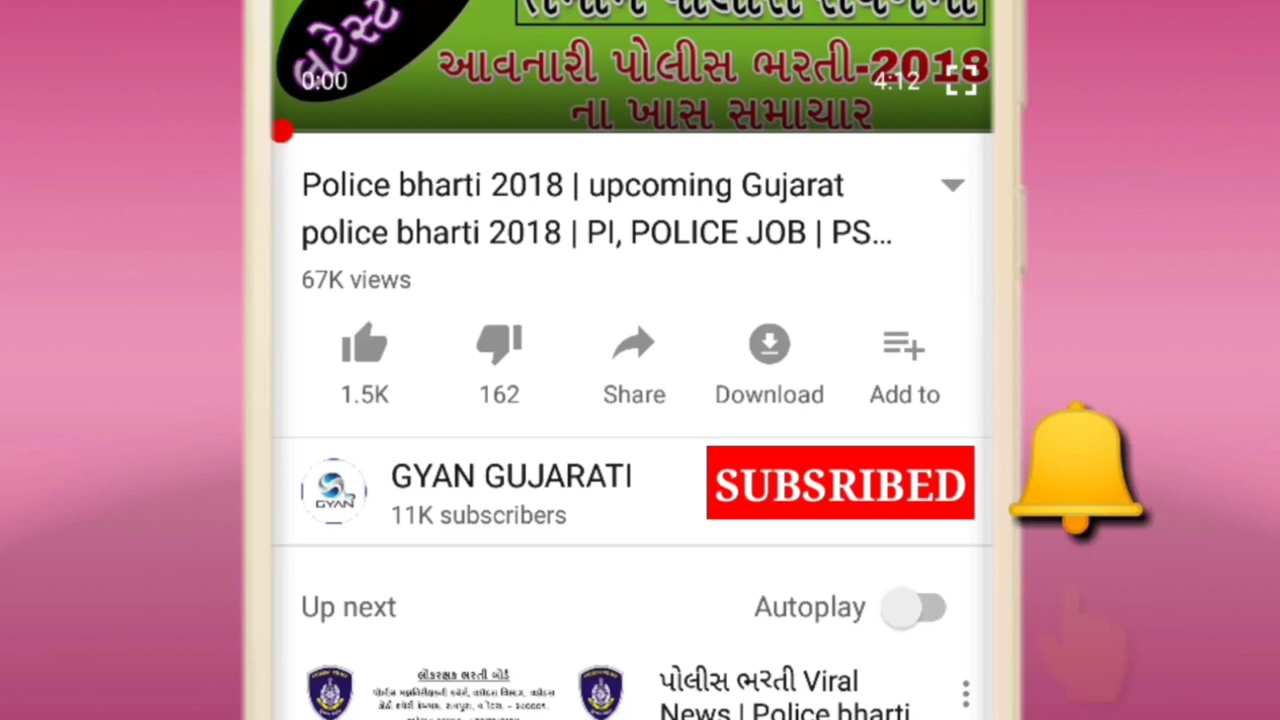 લેટેસ્ટ
આવનારી પોલીસ ભરતી-2018
ના ખાસ સમાચાર
0:00
4:12
Police bharti 2018 | upcoming Gujarat
police bharti 2018 | PI, POLICE JOB | PS...
67K views
1.5K
162
Share
Download
Add to
GYAN
GYAN GUJARATI
11K subscribers
SUBSRIBED
Up next
Autoplay
લોકરક્ષક ભરતી બોર્ડ
પોલીસ ભરતી Viral
News | Police bharti